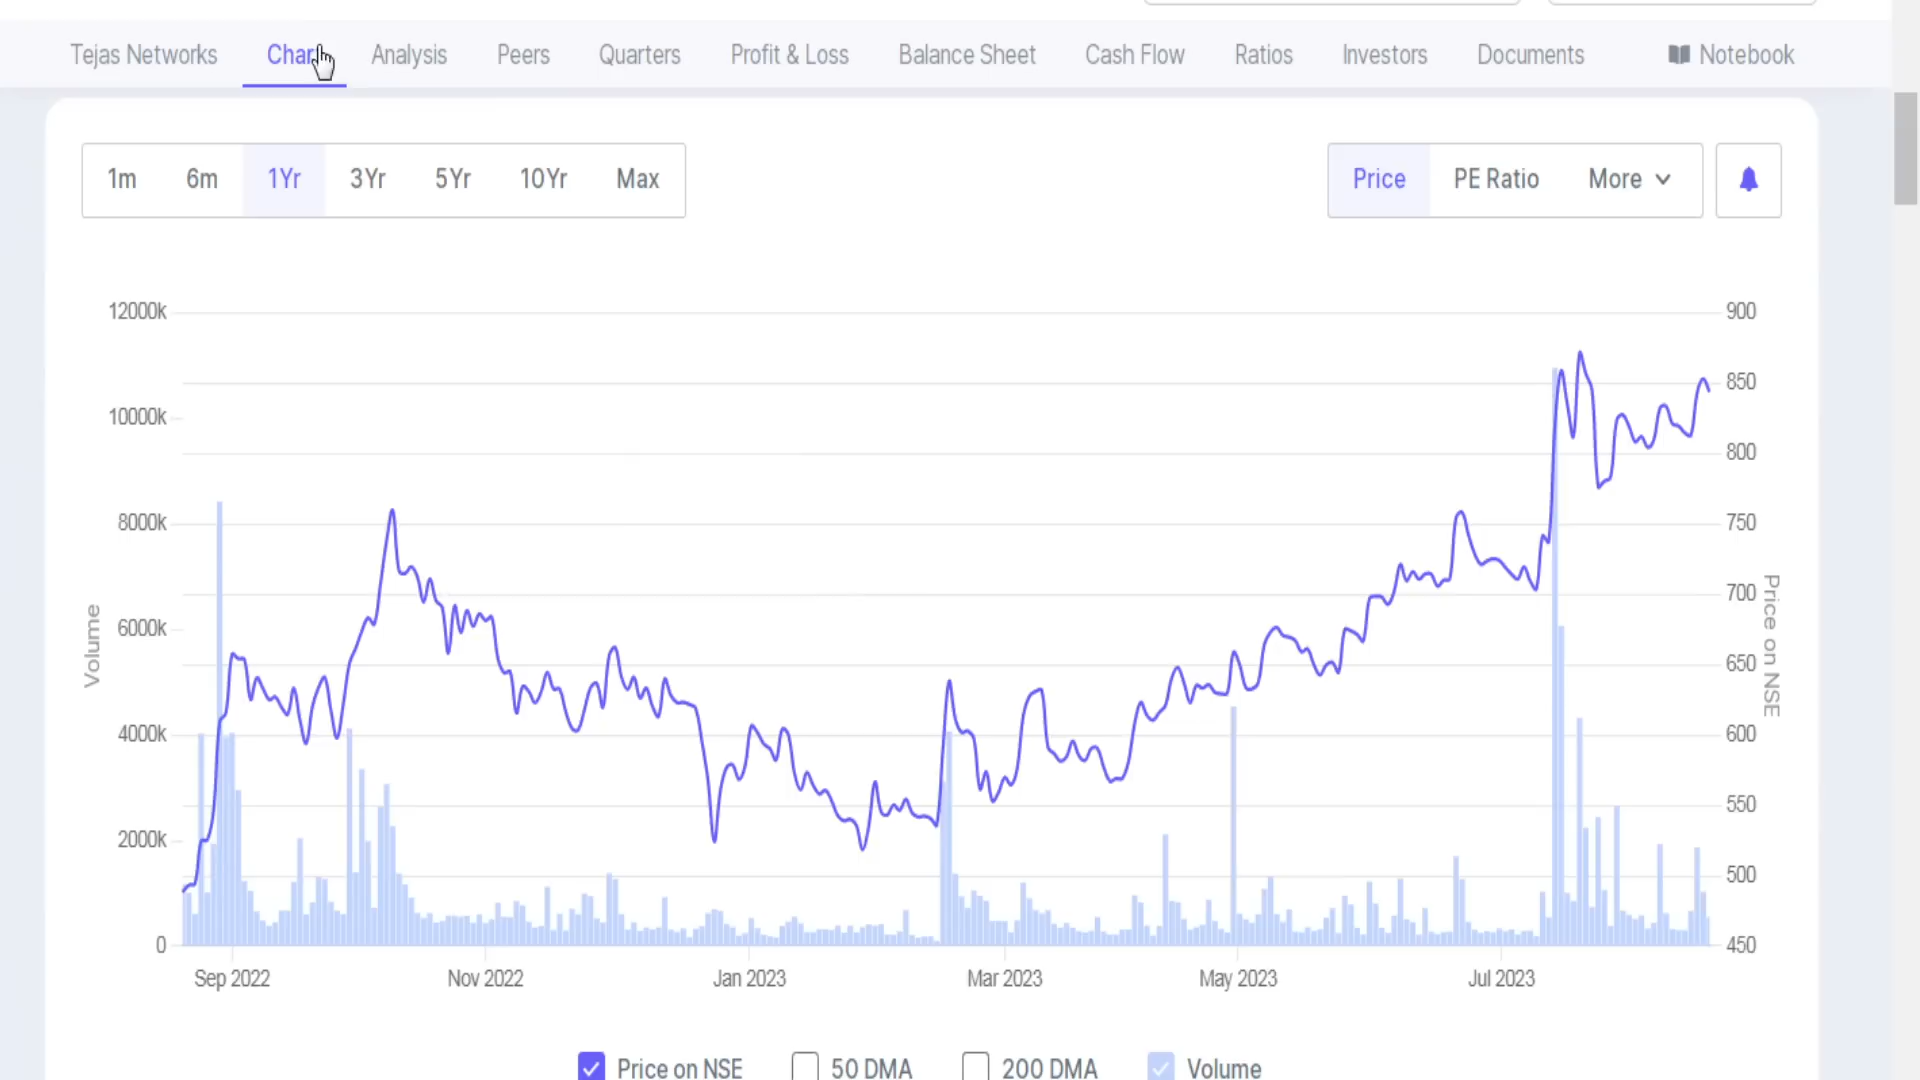 Tejas Networks Chart Analysis Peers Quarters Profit & Loss Balance Sheet Cash Flow Ratios Investors Documents Notebook
1m 6m 1Yr 3Yr 5Yr 10Yr Max Price PE Ratio More
12000k 900
850
10000k
800
8000k 750
700
6000k
650
4000k 600
550
2000k
500
0 450
Volume
Price on NSE
Sep 2022 Nov 2022 Jan 2023 Mar 2023 May 2023 Jul 2023
Price on NSE 50 DMA 200 DMA Volume